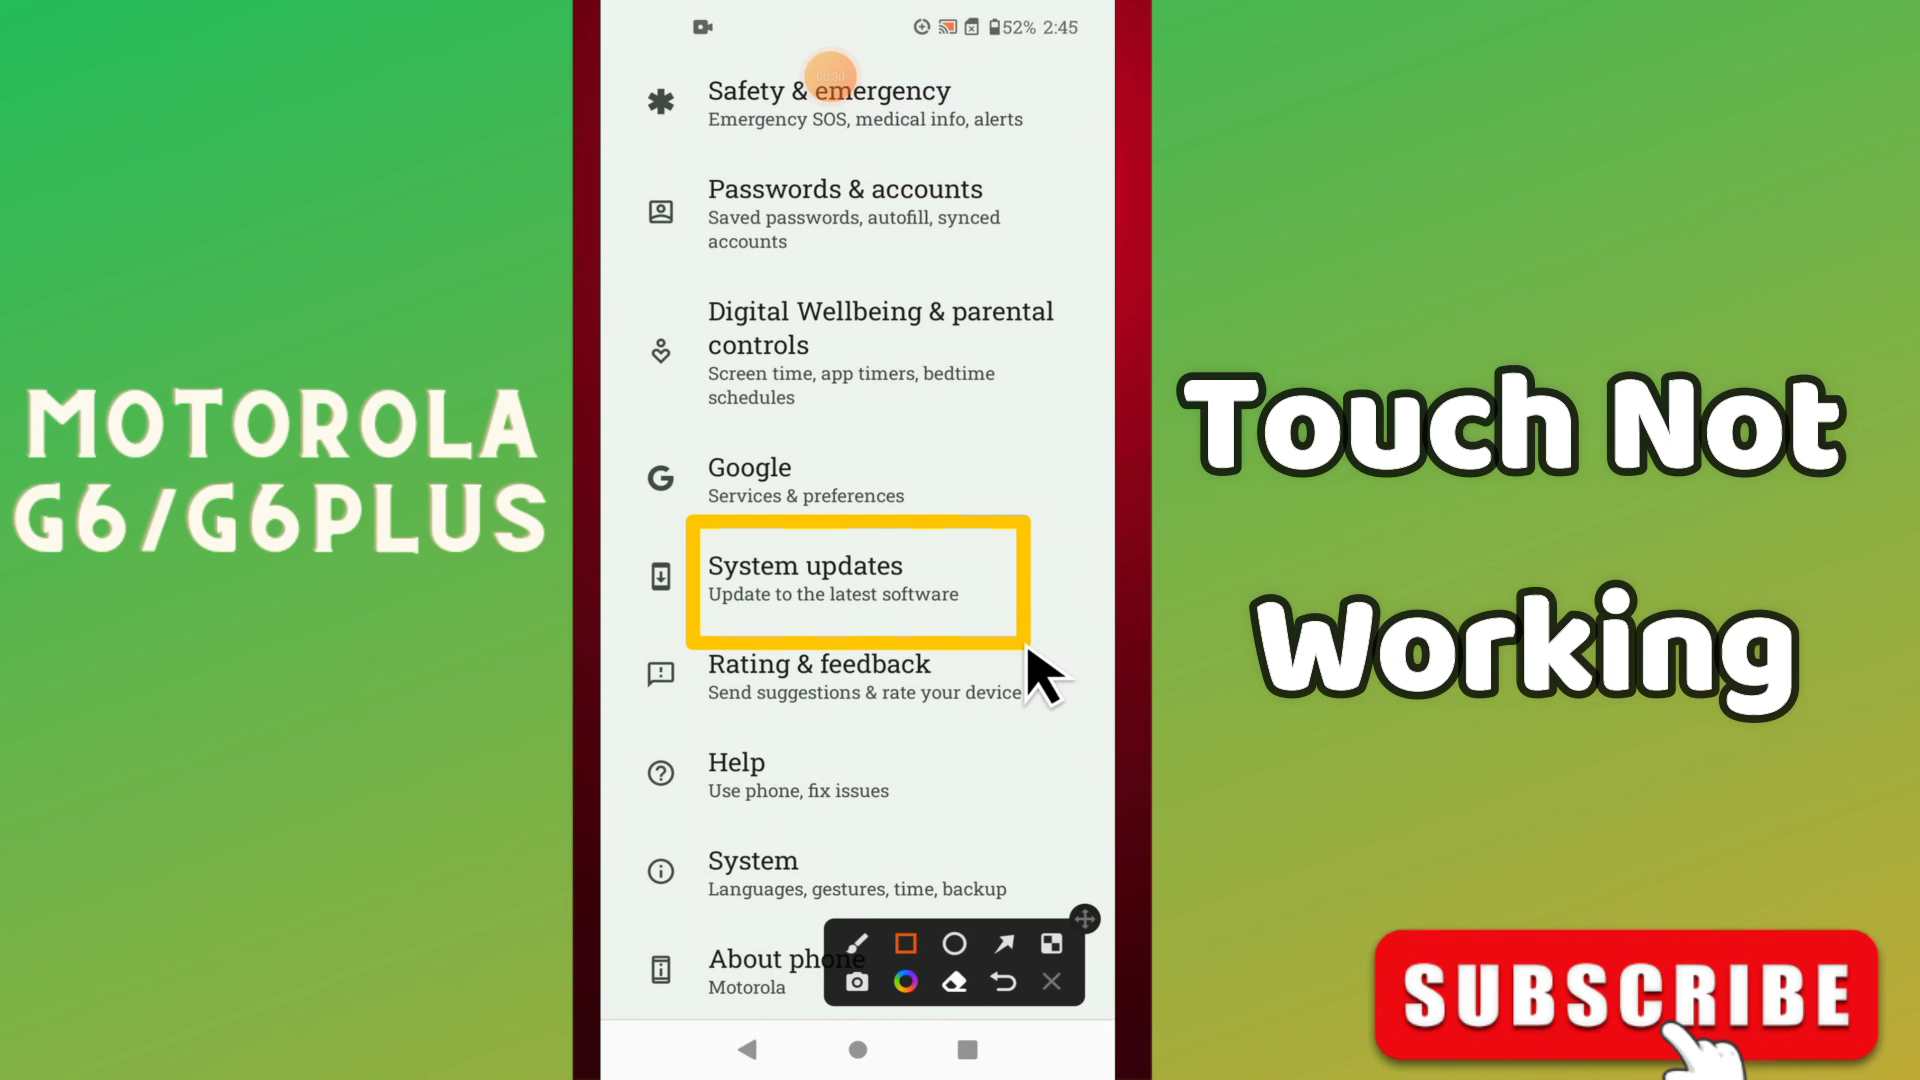 52% 2:45
00:30
Safety & emergency
Emergency SOS, medical info, alerts
Passwords & accounts
Saved passwords, autofill, synced
accounts
Digital Wellbeing & parental
controls
Screen time, app timers, bedtime
schedules
Google
Services & preferences
System updates
Update to the latest software
Rating & feedback
Send suggestions & rate your device
Help
Use phone, fix issues
System
Languages, gestures, time, backup
About phone
Motorola
MOTOROLA
G6/G6PLUS
Touch Not
Working
SUBSCRIBE